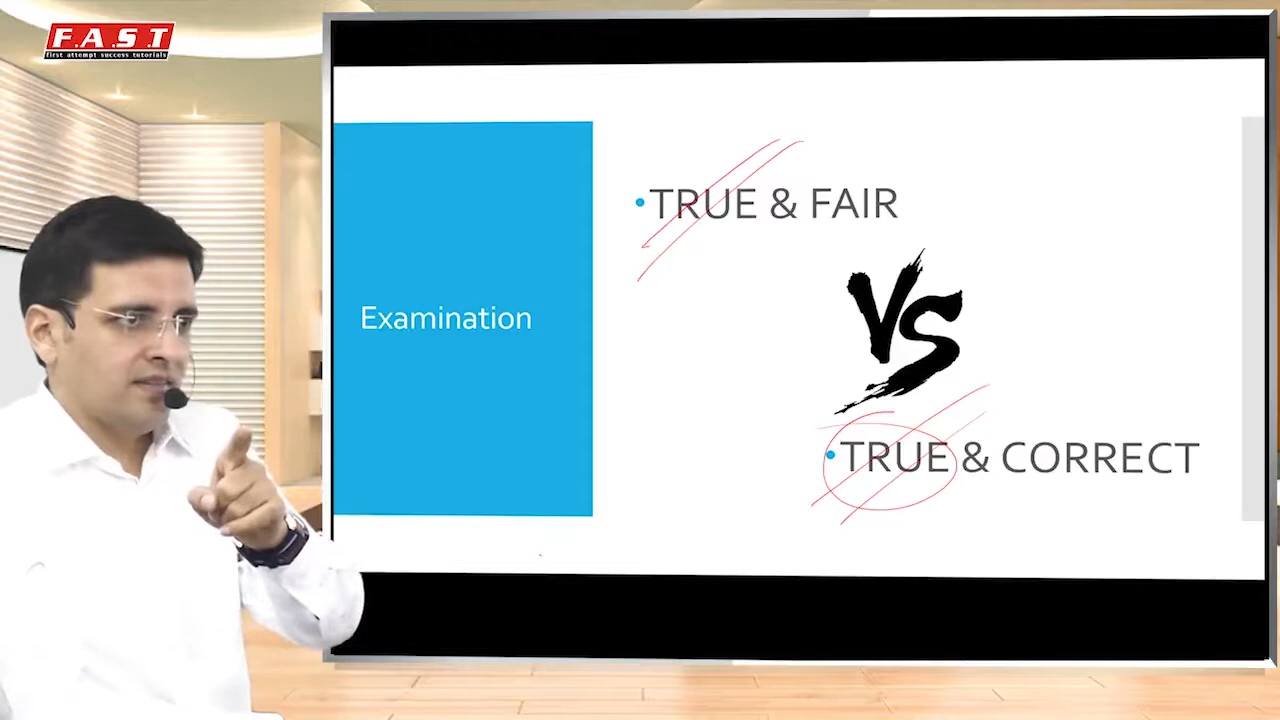 F.A.S.T
first attempt success tutorials
Examination
•TRUE & FAIR
VS
•TRUE & CORRECT